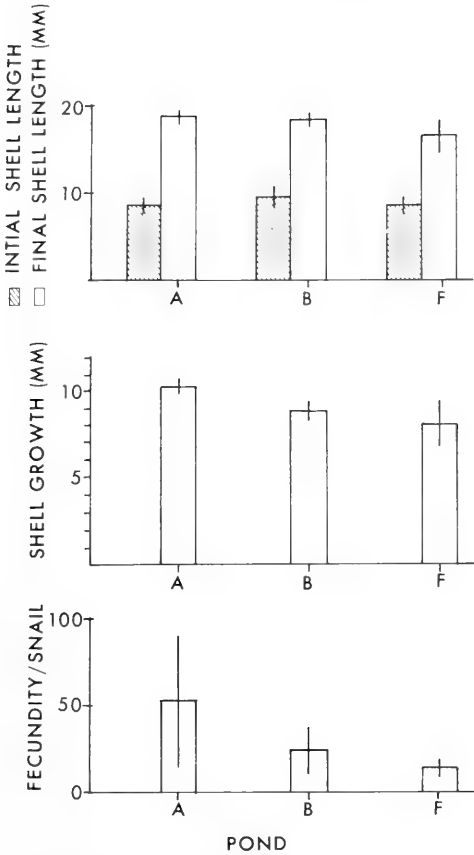 INTIAL SHELL LENGTH
FINAL SHELL LENGTH (MM)
20
10
A B F
SHELL GROWTH (MM)
10
5
A B F
FECUNDITY/SNAIL
100
50
0
A B F
POND